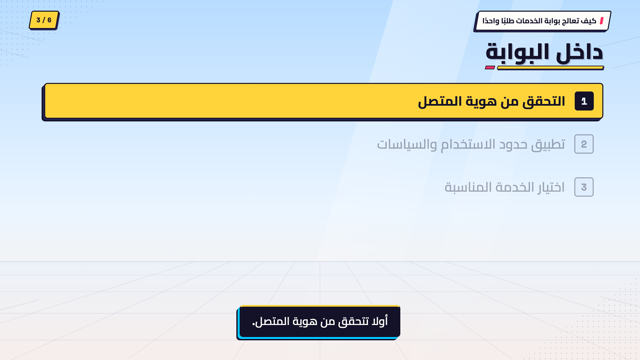 كيف تعالج بوابة الخدمات طلبًا واحدًا
3 / 6
داخل البوابة
1 التحقق من هوية المتصل
2 تطبيق حدود الاستخدام والسياسات
3 اختيار الخدمة المناسبة
أولا تتحقق من هوية المتصل.